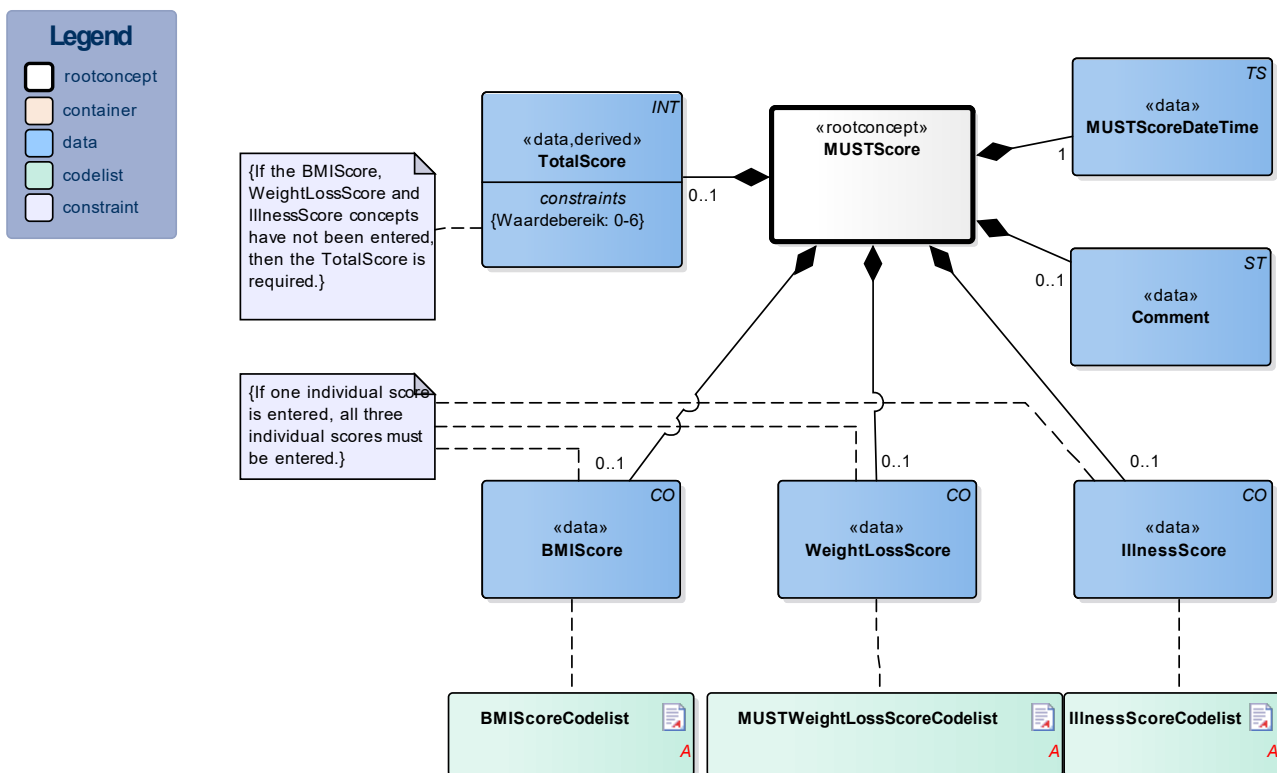 Legend
rootconcept
container
data
codelist
constraint
INT
«data,derived»
TotalScore
constraints
{Waardebereik: 0-6}
0..1
«rootconcept»
MUSTScore
TS
«data»
MUSTScoreDateTime
1
{If the BMIScore,
WeightLossScore and
IllnessScore concepts
have not been entered,
then the TotalScore is
required.}
ST
«data»
Comment
0..1
{If one individual score
is entered, all three
individual scores must
be entered.}
0..1
0..1
0..1
CO
«data»
BMIScore
CO
«data»
WeightLossScore
CO
«data»
IllnessScore
BMIScoreCodelist
A
MUSTWeightLossScoreCodelist
A
IllnessScoreCodelist
A